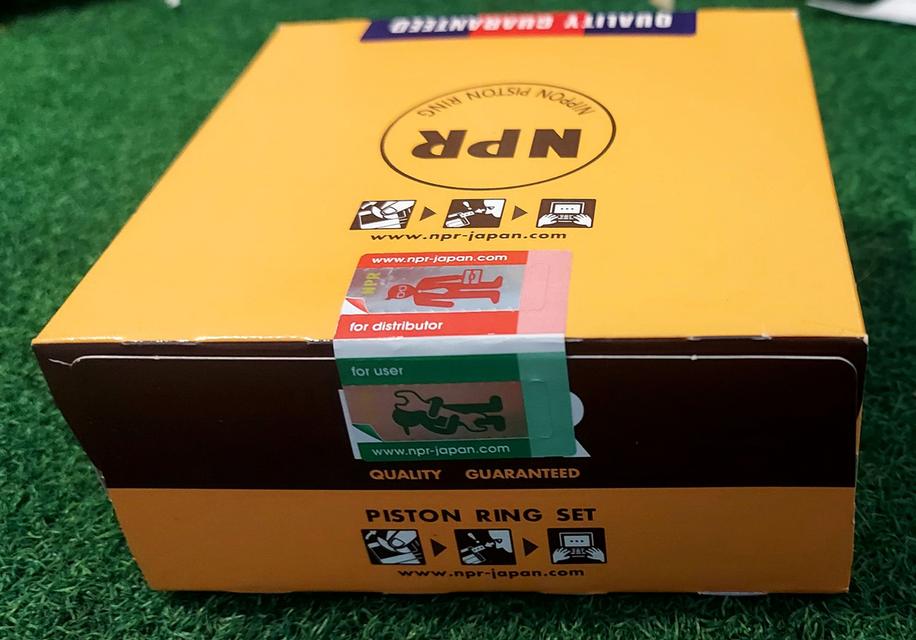 QUALITY GUARANTEED
NIPPON PISTON RING
NPR
www.npr-japan.com
www.npr-japan.com
NPR
for distributor
for user
www.npr-japan.com
QUALITY GUARANTEED
PISTON RING SET
www.npr-japan.com